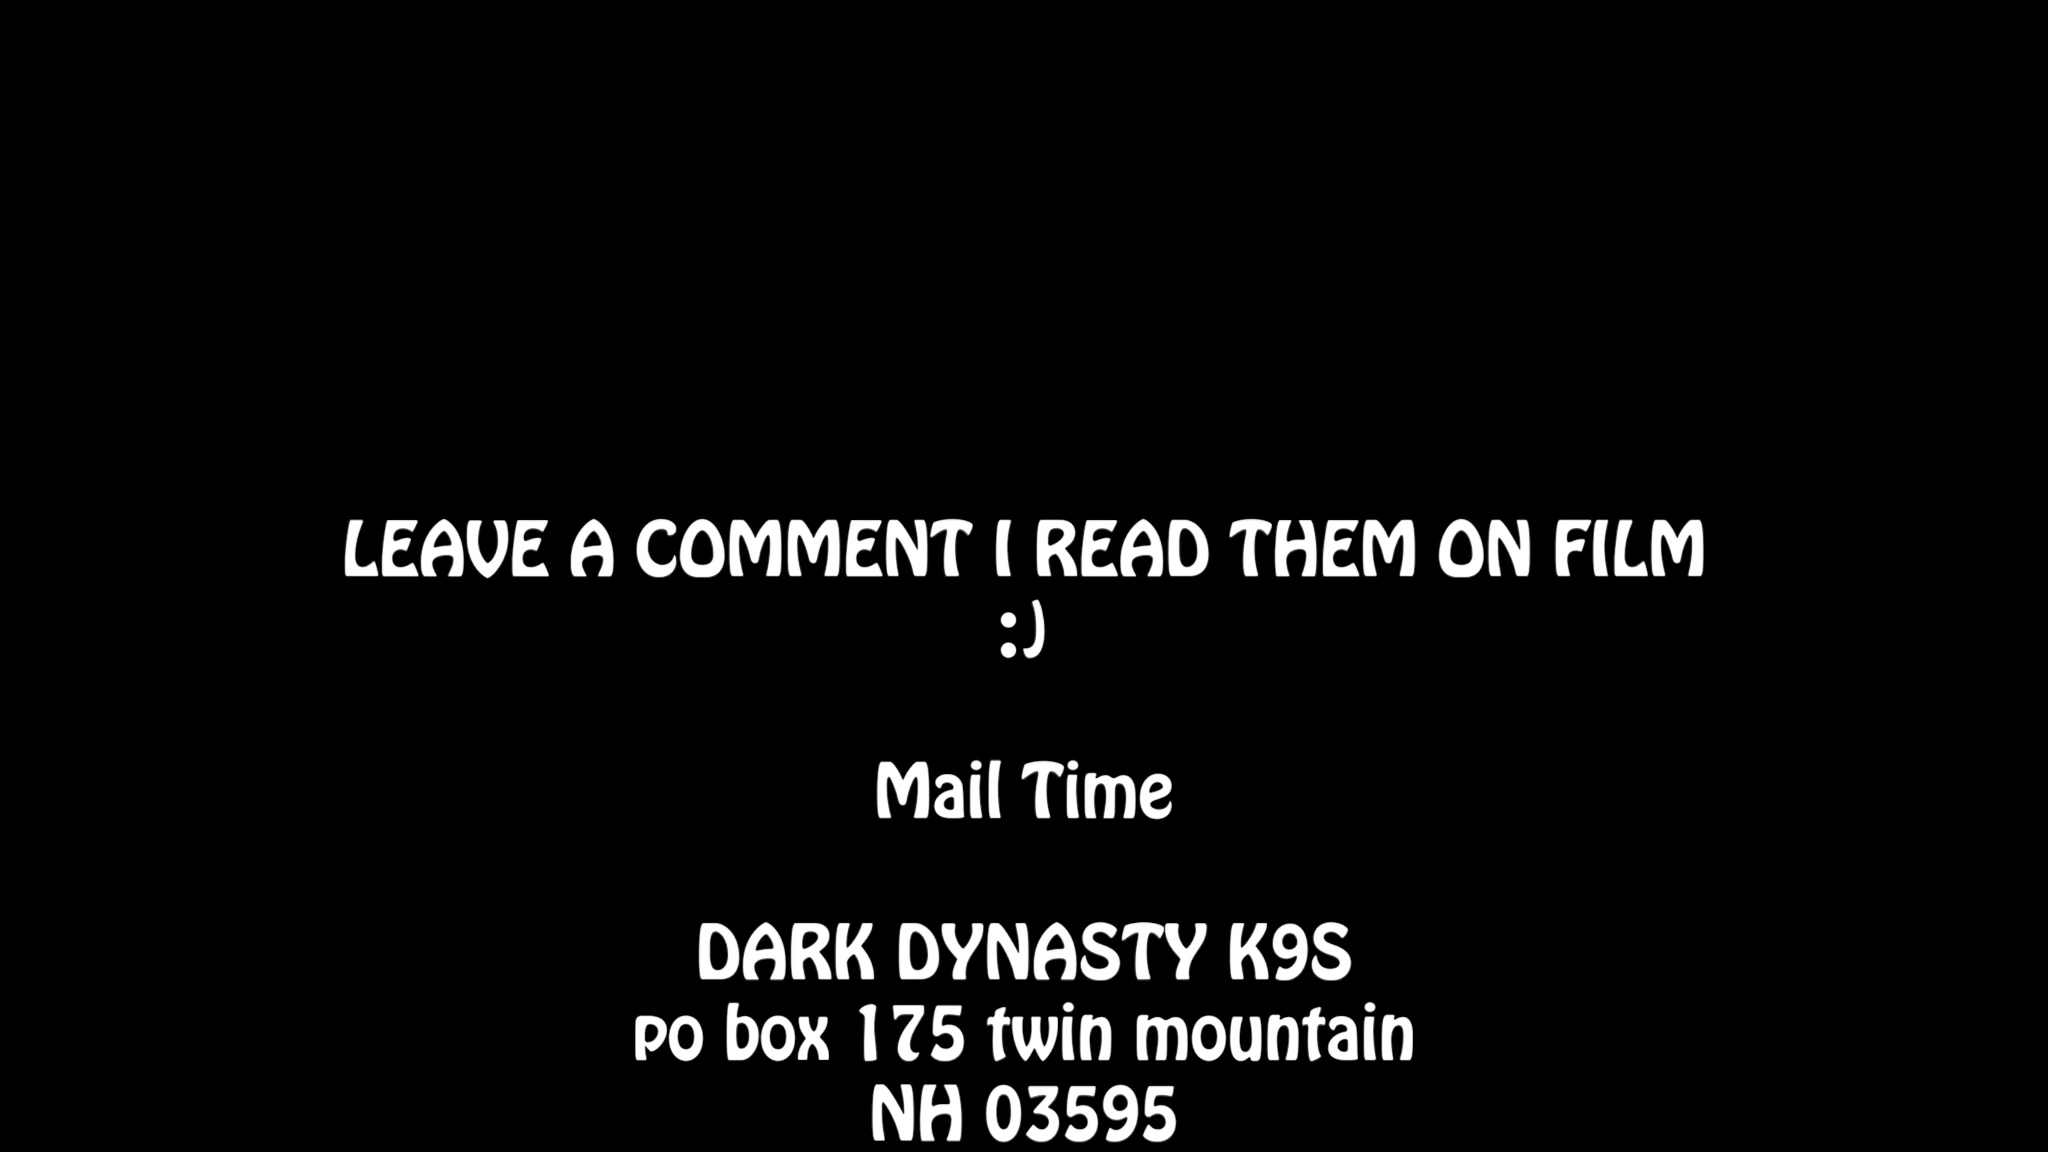 LEAVE A COMMENT I READ THEM ON FILM
:)
Mail Time
DARK DYNASTY K9S
po box 175 twin mountain
NH 03595